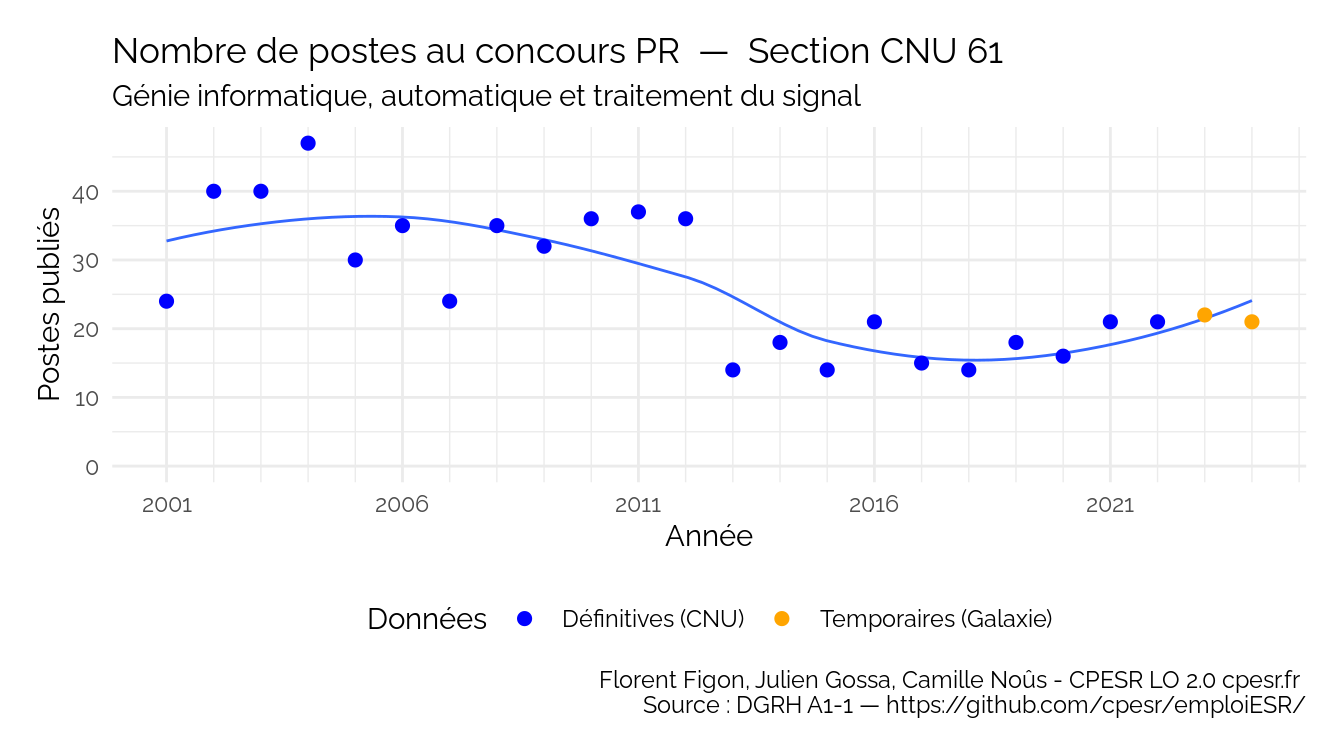 Nombre de postes au concours PR — Section CNU 61
Génie informatique, automatique et traitement du signal
Postes publiés
40
30
20
10
0
2001 2006 2011 2016 2021
Année
Données Définitives (CNU) Temporaires (Galaxie)
Florent Figon, Julien Gossa, Camille Noûs - CPESR LO 2.0 cpesr.fr
Source : DGRH A1-1 — https://github.com/cpesr/emploiESR/